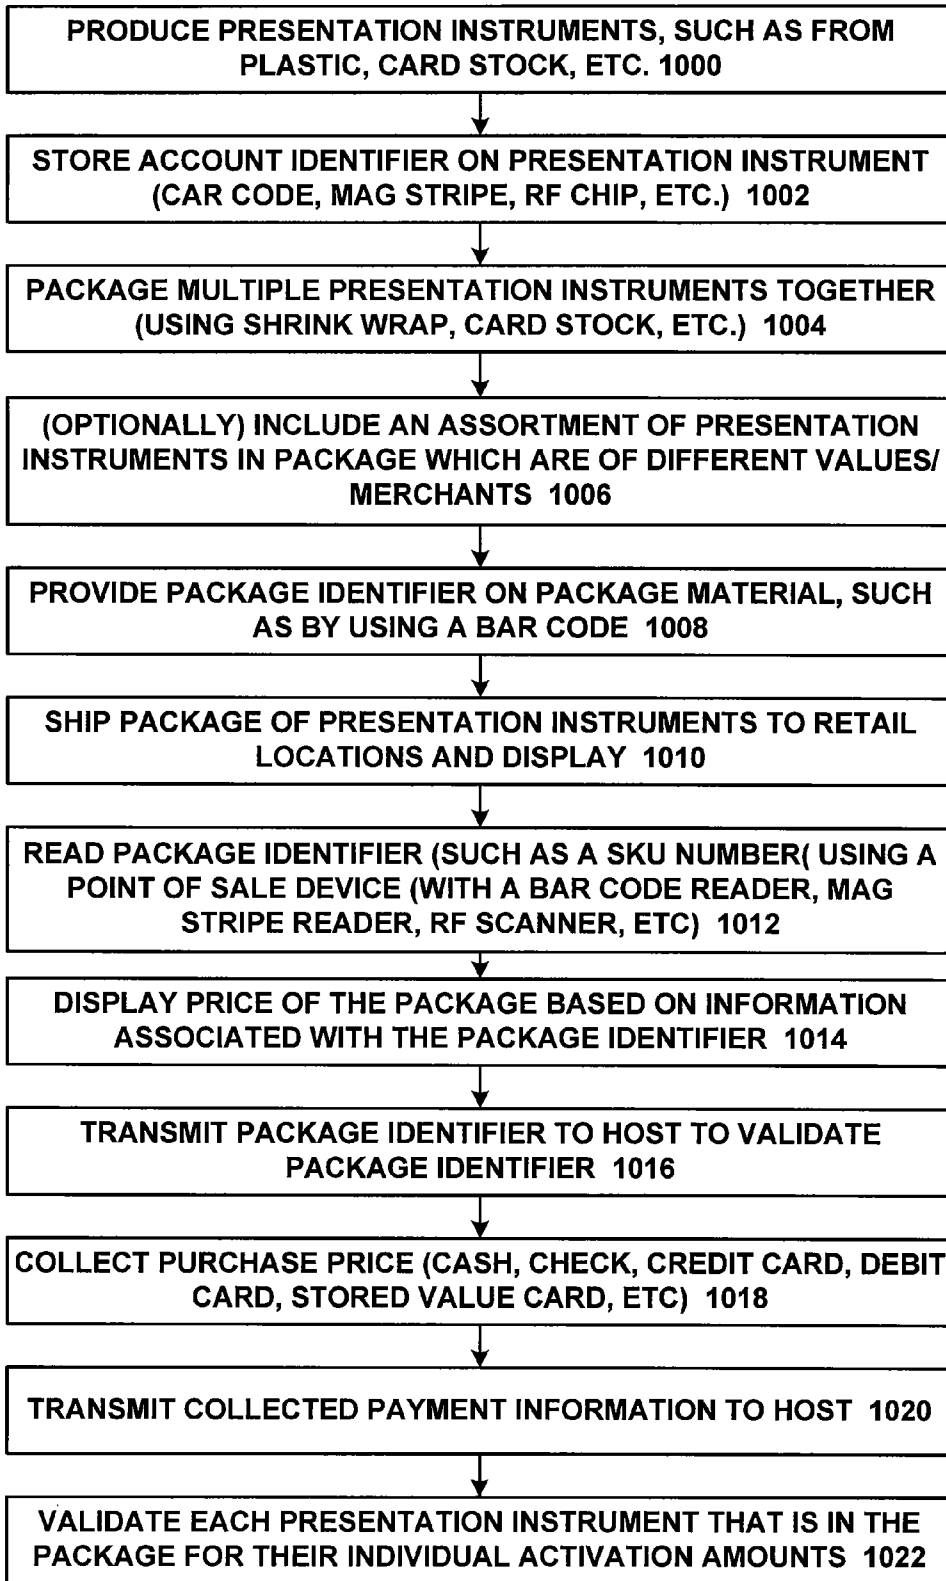 PRODUCE PRESENTATION INSTRUMENTS, SUCH AS FROM
PLASTIC, CARD STOCK, ETC. 1000
STORE ACCOUNT IDENTIFIER ON PRESENTATION INSTRUMENT
(CAR CODE, MAG STRIPE, RF CHIP, ETC.) 1002
PACKAGE MULTIPLE PRESENTATION INSTRUMENTS TOGETHER
(USING SHRINK WRAP, CARD STOCK, ETC.) 1004
(OPTIONALLY) INCLUDE AN ASSORTMENT OF PRESENTATION
INSTRUMENTS IN PACKAGE WHICH ARE OF DIFFERENT VALUES/
MERCHANTS 1006
PROVIDE PACKAGE IDENTIFIER ON PACKAGE MATERIAL, SUCH
AS BY USING A BAR CODE 1008
SHIP PACKAGE OF PRESENTATION INSTRUMENTS TO RETAIL
LOCATIONS AND DISPLAY 1010
READ PACKAGE IDENTIFIER (SUCH AS A SKU NUMBER( USING A
POINT OF SALE DEVICE (WITH A BAR CODE READER, MAG
STRIPE READER, RF SCANNER, ETC) 1012
DISPLAY PRICE OF THE PACKAGE BASED ON INFORMATION
ASSOCIATED WITH THE PACKAGE IDENTIFIER 1014
TRANSMIT PACKAGE IDENTIFIER TO HOST TO VALIDATE
PACKAGE IDENTIFIER 1016
COLLECT PURCHASE PRICE (CASH, CHECK, CREDIT CARD, DEBIT
CARD, STORED VALUE CARD, ETC) 1018
TRANSMIT COLLECTED PAYMENT INFORMATION TO HOST 1020
VALIDATE EACH PRESENTATION INSTRUMENT THAT IS IN THE
PACKAGE FOR THEIR INDIVIDUAL ACTIVATION AMOUNTS 1022